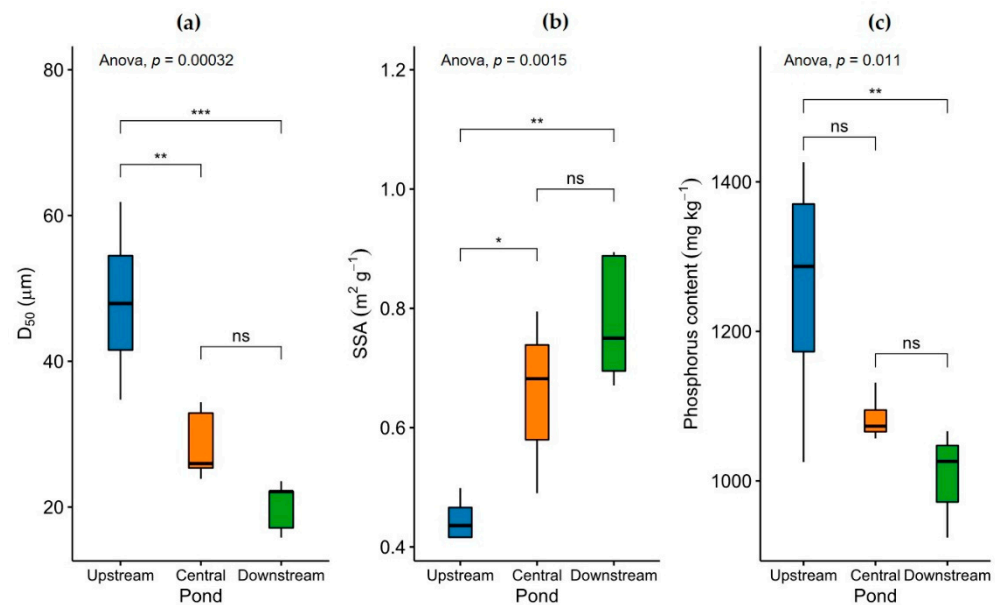 (a)
Anova, p = 0.00032
80
60
40
20
D₅₀ (μm)
***
**
ns
Upstream Central Downstream
Pond
(b)
Anova, p = 0.0015
1.2
1.0
0.8
0.6
0.4
SSA (m² g⁻¹)
**
ns
*
Upstream Central Downstream
Pond
(c)
Anova, p = 0.011
1400
1200
1000
Phosphorus content (mg kg⁻¹)
**
ns
ns
Upstream Central Downstream
Pond